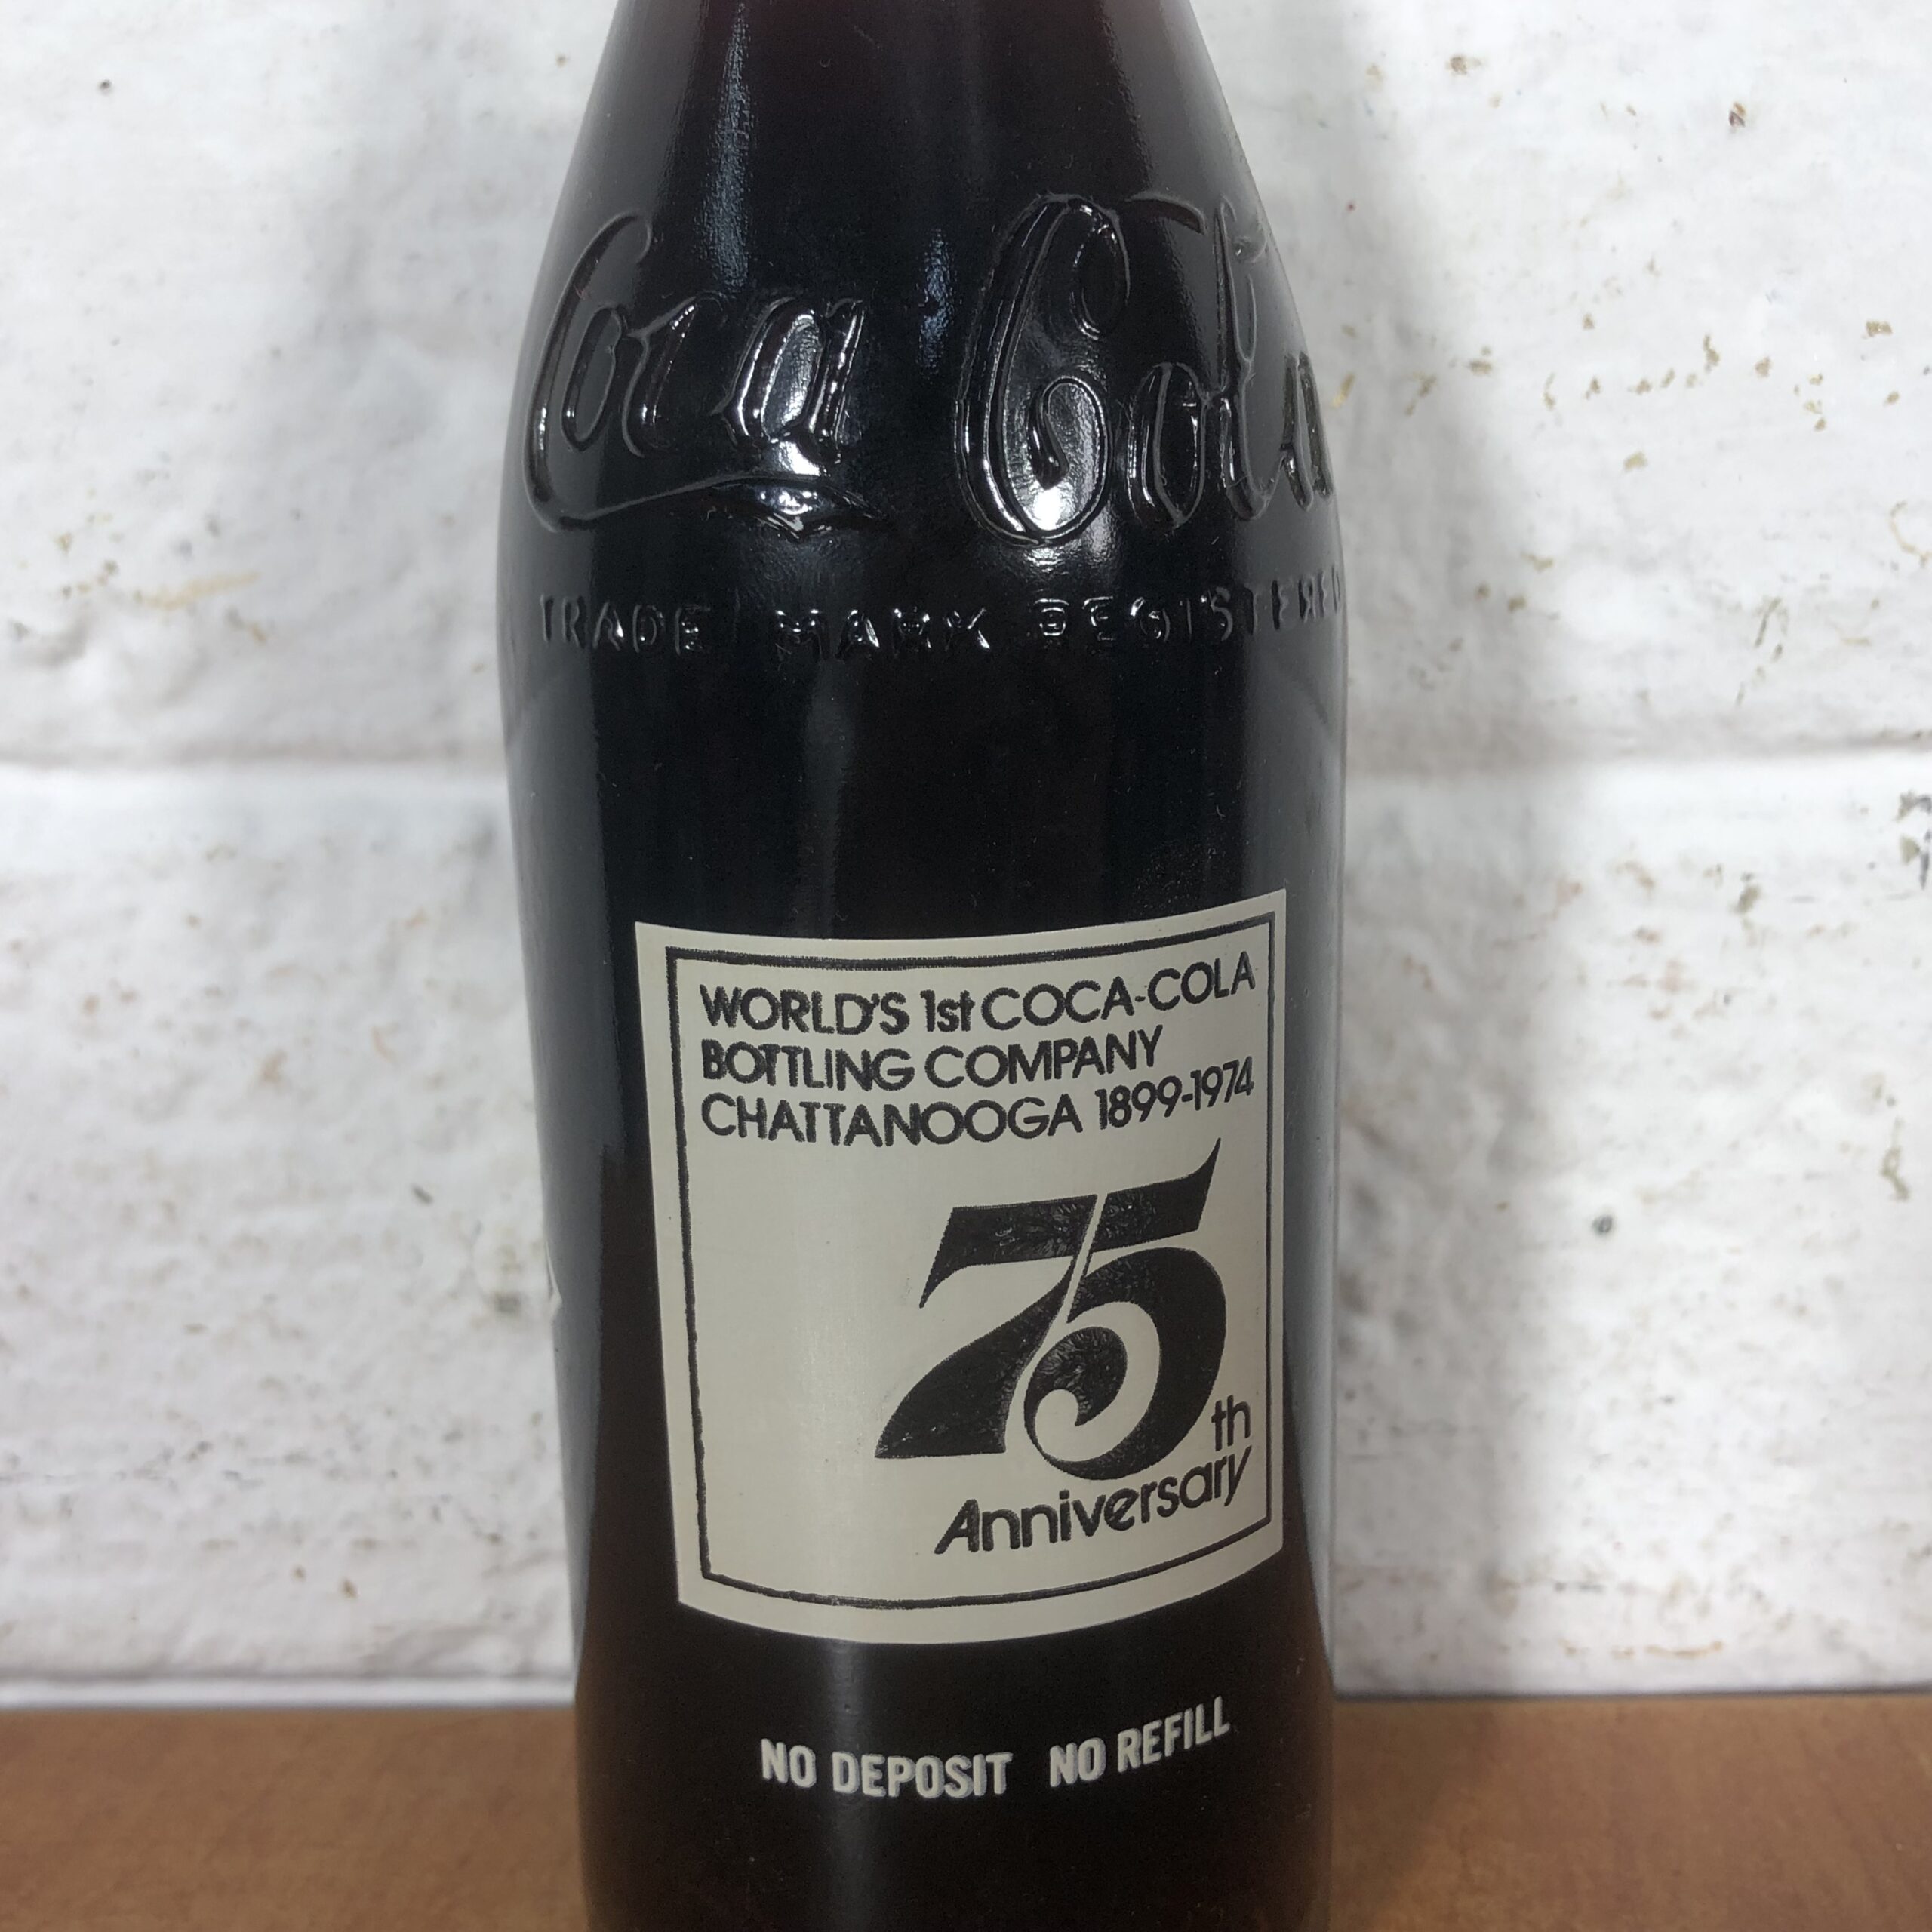 Coca Cola
TRADE MARK REGISTERED
WORLD'S 1st COCA-COLA
BOTTLING COMPANY
CHATTANOOGA 1899-1974
75th
Anniversary
NO DEPOSIT NO REFILL